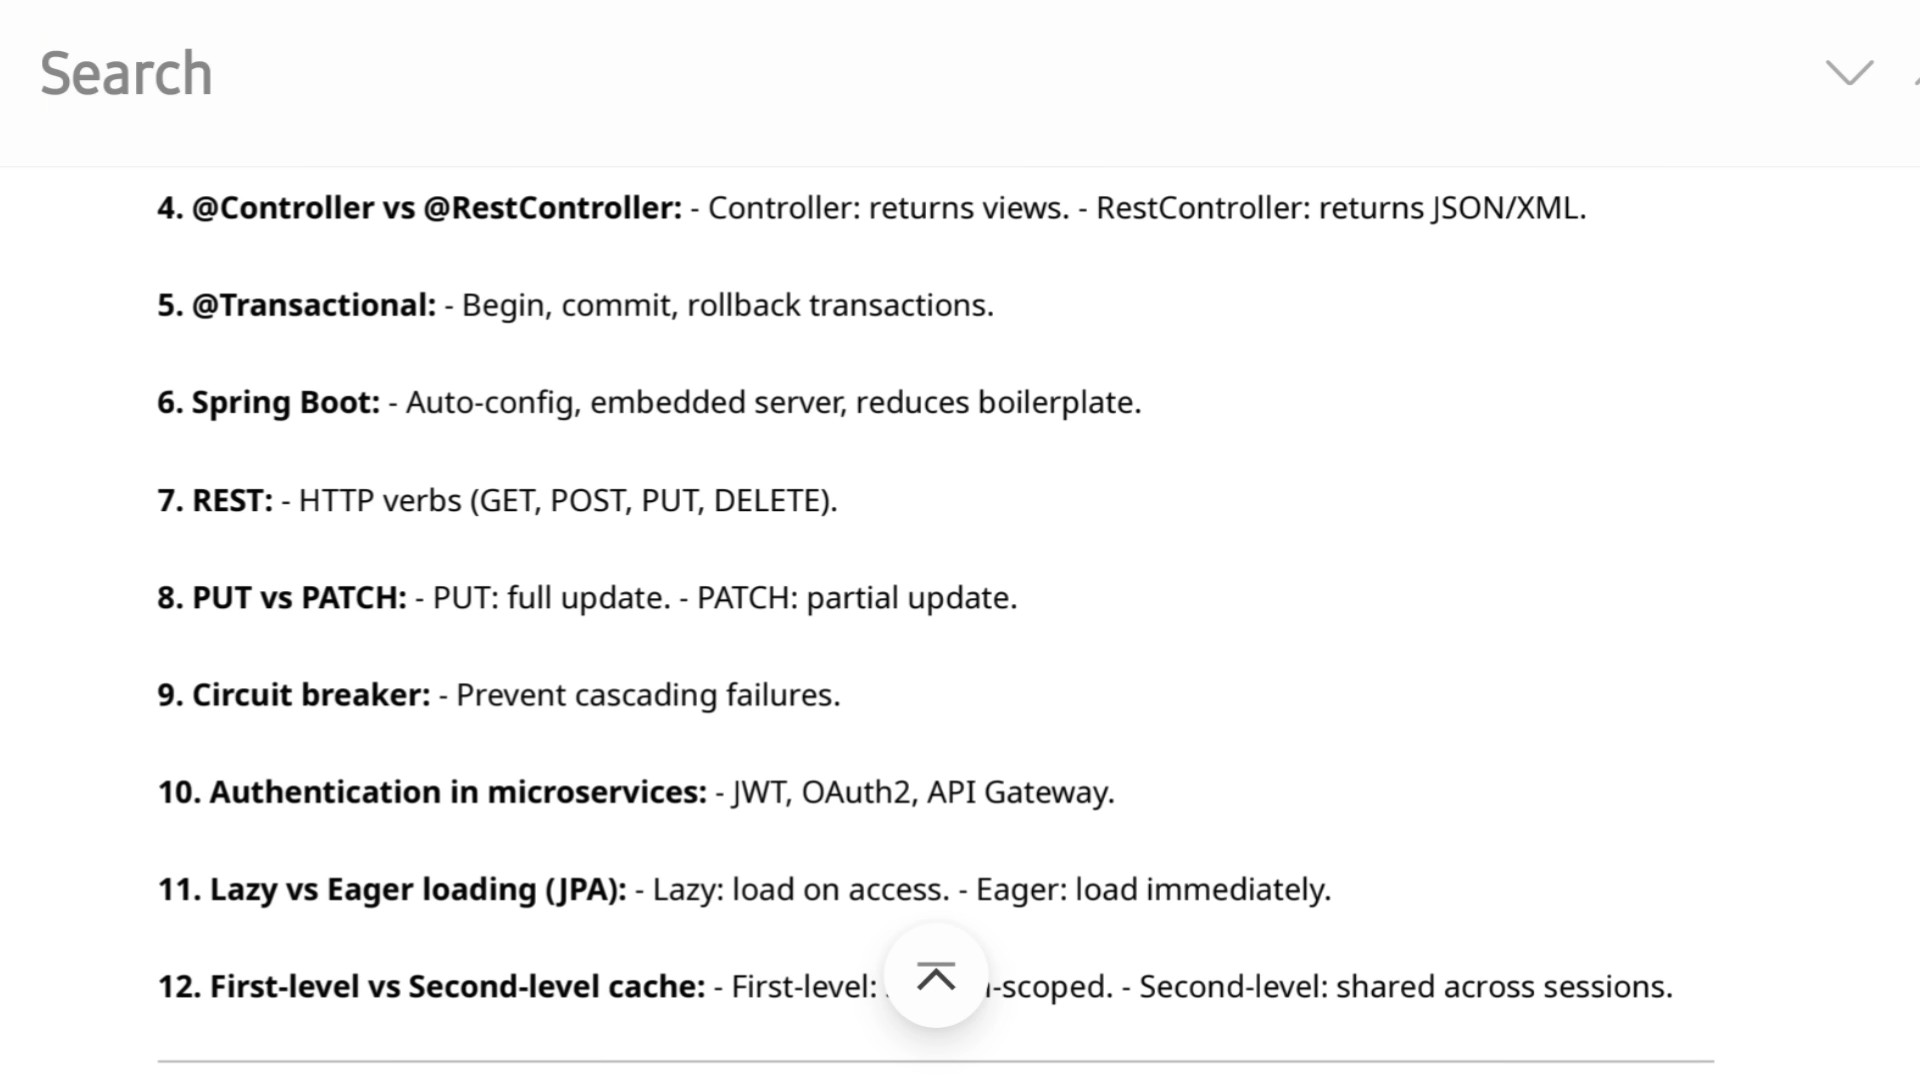 Search
4. @Controller vs @RestController: - Controller: returns views. - RestController: returns JSON/XML.
5. @Transactional: - Begin, commit, rollback transactions.
6. Spring Boot: - Auto-config, embedded server, reduces boilerplate.
7. REST: - HTTP verbs (GET, POST, PUT, DELETE).
8. PUT vs PATCH: - PUT: full update. - PATCH: partial update.
9. Circuit breaker: - Prevent cascading failures.
10. Authentication in microservices: - JWT, OAuth2, API Gateway.
11. Lazy vs Eager loading (JPA): - Lazy: load on access. - Eager: load immediately.
12. First-level vs Second-level cache: - First-level: -scoped. - Second-level: shared across sessions.